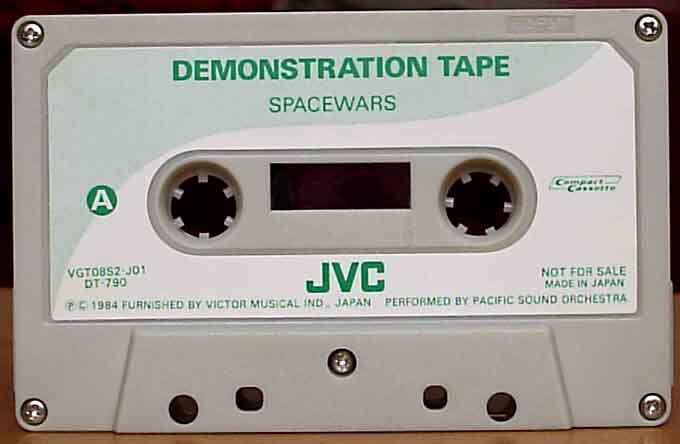 DEMONSTRATION TAPE
SPACEWARS
A
Compact
Cassette
JVC
VGT08S2-J01
DT-790
NOT FOR SALE
MADE IN JAPAN
Ⓟ© 1984 FURNISHED BY VICTOR MUSICAL IND., JAPAN PERFORMED BY PACIFIC SOUND ORCHESTRA